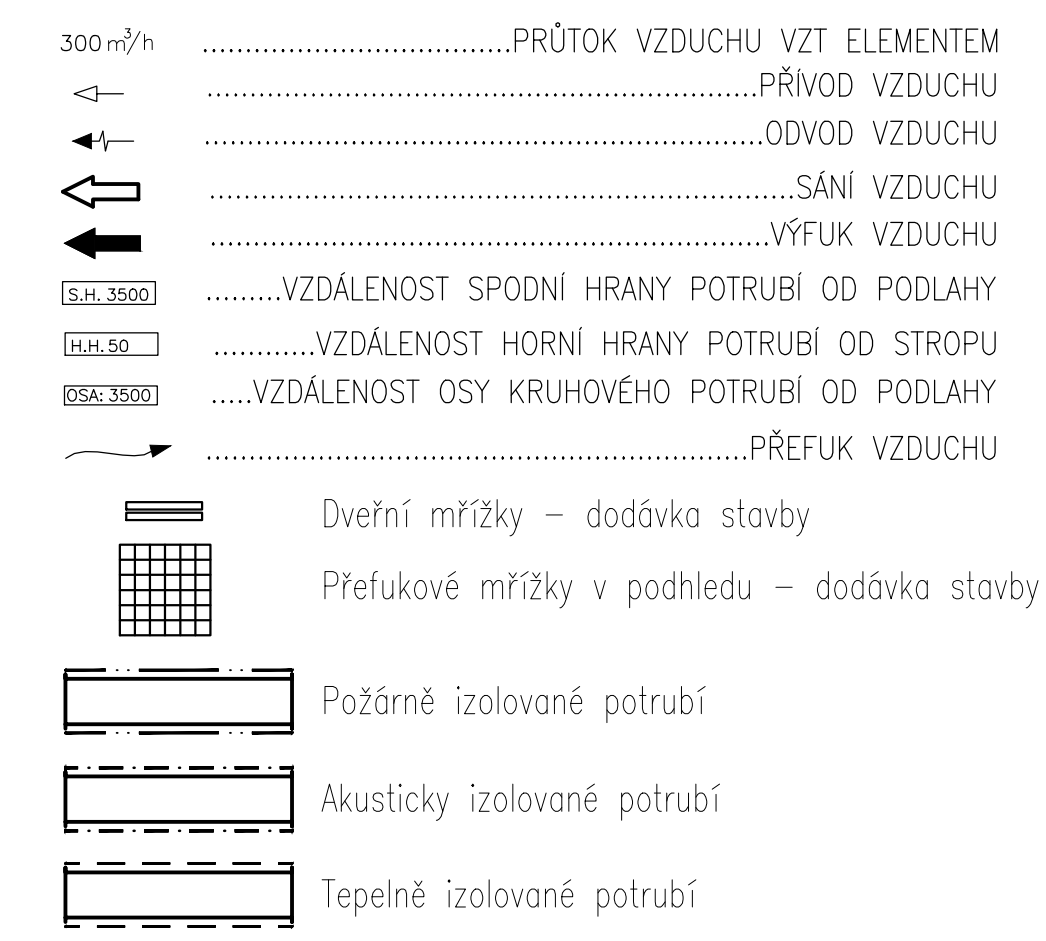 300 m³/h ..................................PRŮTOK VZDUCHU VZT ELEMENTEM
.............................................................PŘÍVOD VZDUCHU
..............................................................ODVOD VZDUCHU
.................................................................SÁNÍ VZDUCHU
..............................................................VÝFUK VZDUCHU
S.H. 3500 .........VZDÁLENOST SPODNÍ HRANY POTRUBÍ OD PODLAHY
H.H. 50 ............VZDÁLENOST HORNÍ HRANY POTRUBÍ OD STROPU
OSA: 3500 .....VZDÁLENOST OSY KRUHOVÉHO POTRUBÍ OD PODLAHY
............................................................PŘEFUK VZDUCHU
Dveřní mřížky – dodávka stavby
Přefukové mřížky v podhledu – dodávka stavby
Požárně izolované potrubí
Akusticky izolované potrubí
Tepelně izolované potrubí